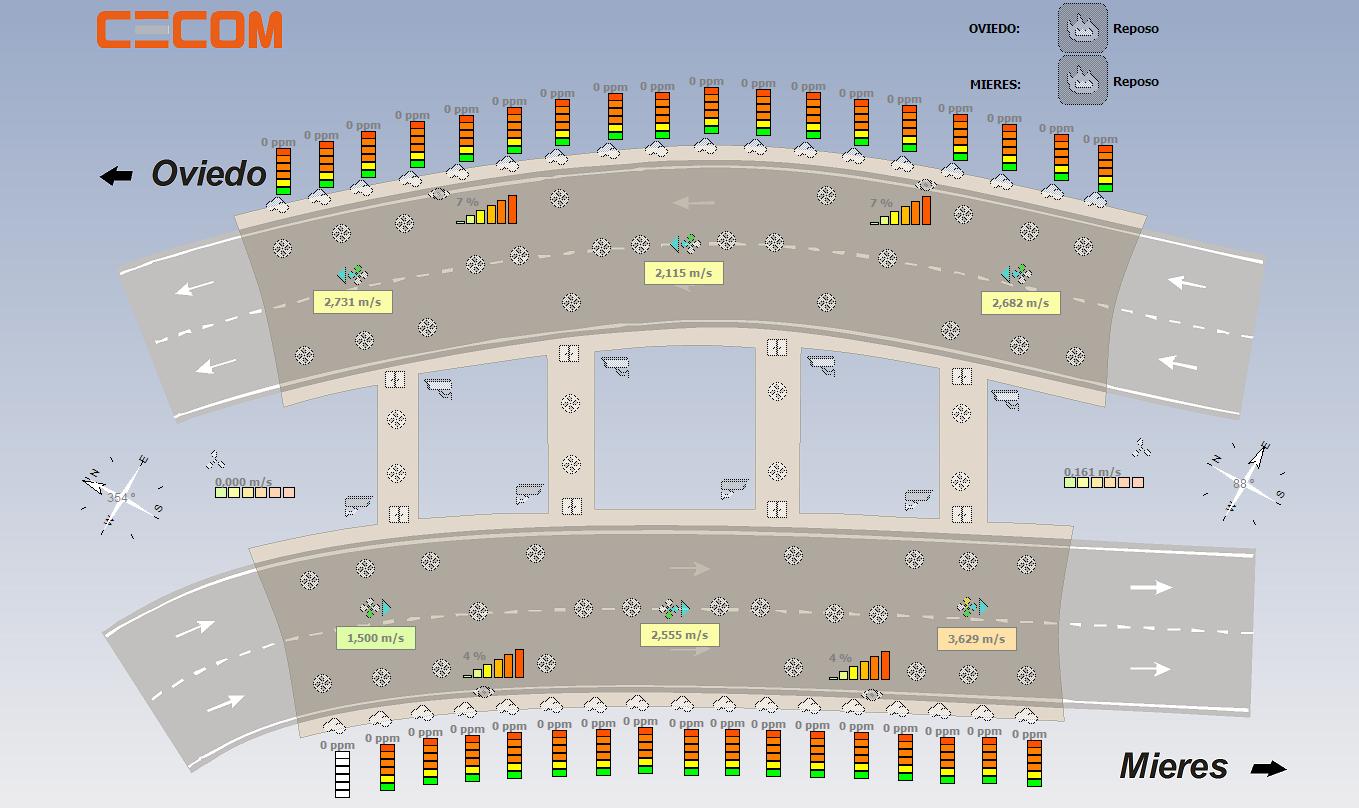 CECOM
OVIEDO: Reposo
MIERES: Reposo
0 ppm 0 ppm 0 ppm 0 ppm 0 ppm 0 ppm 0 ppm 0 ppm 0 ppm 0 ppm 0 ppm 0 ppm 0 ppm 0 ppm 0 ppm 0 ppm 0 ppm 0 ppm
Oviedo
7 % 7 %
2,731 m/s 2,115 m/s 2,682 m/s
N E 354 ° S
0,000 m/s
0,161 m/s
N E 88 ° S
1,500 m/s 2,555 m/s 3,629 m/s
4 % 4 %
0 ppm 0 ppm 0 ppm 0 ppm 0 ppm 0 ppm 0 ppm 0 ppm 0 ppm 0 ppm 0 ppm 0 ppm 0 ppm 0 ppm 0 ppm 0 ppm 0 ppm
Mieres